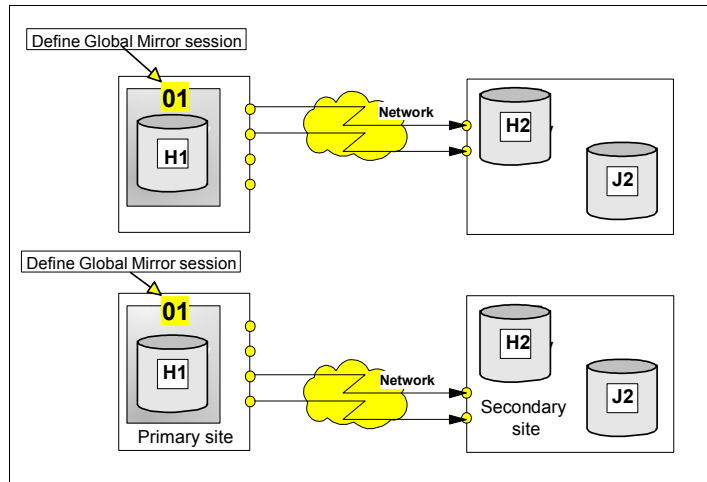 Define Global Mirror session
01
H1
Network
H2
J2
Define Global Mirror session
01
H1
Primary site
Network
H2
J2
Secondary
site